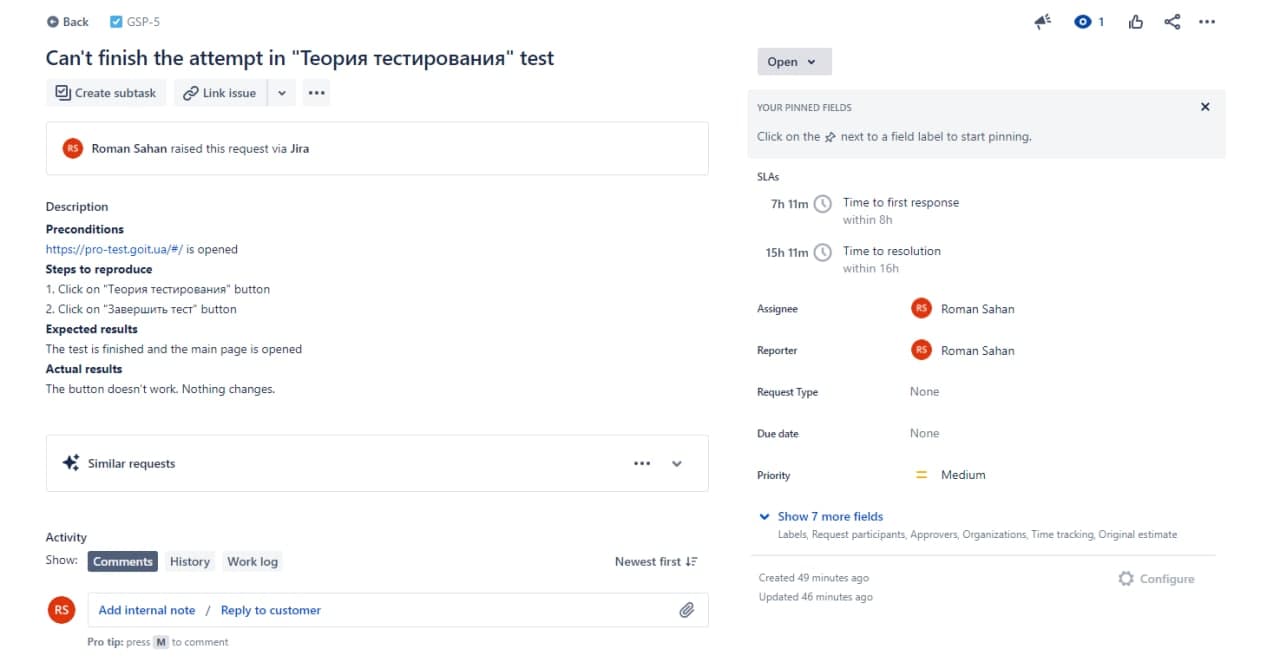 Back GSP-5
1
Can't finish the attempt in "Теория тестирования" test
Create subtask Link issue
RS Roman Sahan raised this request via Jira
Description
Preconditions
https://pro-test.goit.ua/#/ is opened
Steps to reproduce
1. Click on "Теория тестирования" button
2. Click on "Завершить тест" button
Expected results
The test is finished and the main page is opened
Actual results
The button doesn't work. Nothing changes.
Similar requests
Activity
Show: Comments History Work log Newest first
RS Add internal note / Reply to customer
Pro tip: press M to comment
Open
YOUR PINNED FIELDS
Click on the next to a field label to start pinning.
SLAs
7h 11m Time to first response
within 8h
15h 11m Time to resolution
within 16h
Assignee RS Roman Sahan
Reporter RS Roman Sahan
Request Type None
Due date None
Priority Medium
Show 7 more fields
Labels, Request participants, Approvers, Organizations, Time tracking, Original estimate
Created 49 minutes ago Configure
Updated 46 minutes ago